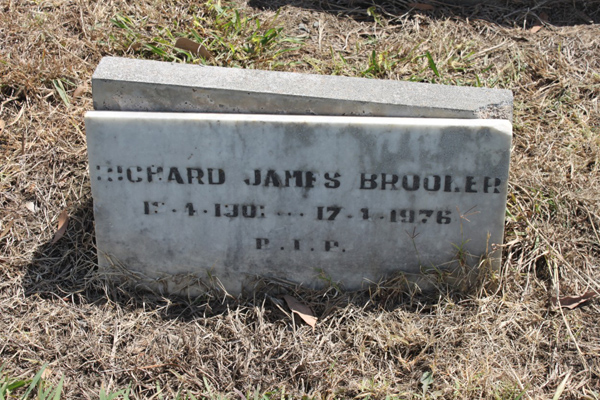 RICHARD JAMES BROOKER
17.1.1976
R.I.P.